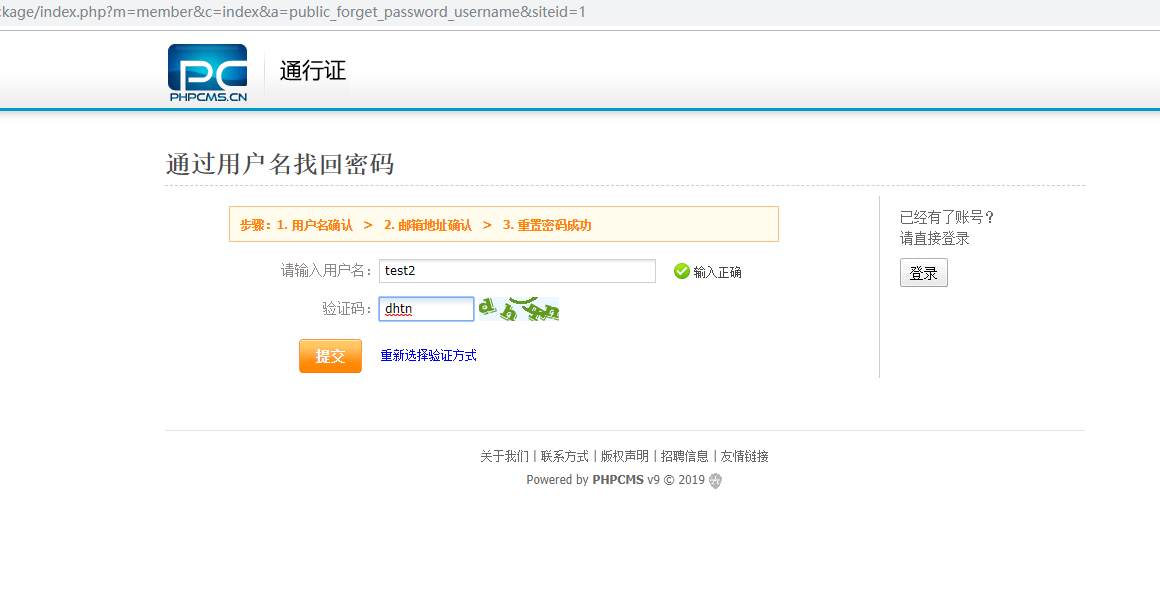 ckage/index.php?m=member&c=index&a=public_forget_password_username&siteid=1
PC
PHPCMS.CN
通行证
通过用户名找回密码
步骤：1. 用户名确认 > 2. 邮箱地址确认 > 3. 重置密码成功
请输入用户名： test2 输入正确
验证码： dhtn
提交 重新选择验证方式
已经有了账号？
请直接登录
登录
关于我们 | 联系方式 | 版权声明 | 招聘信息 | 友情链接
Powered by PHPCMS v9 © 2019